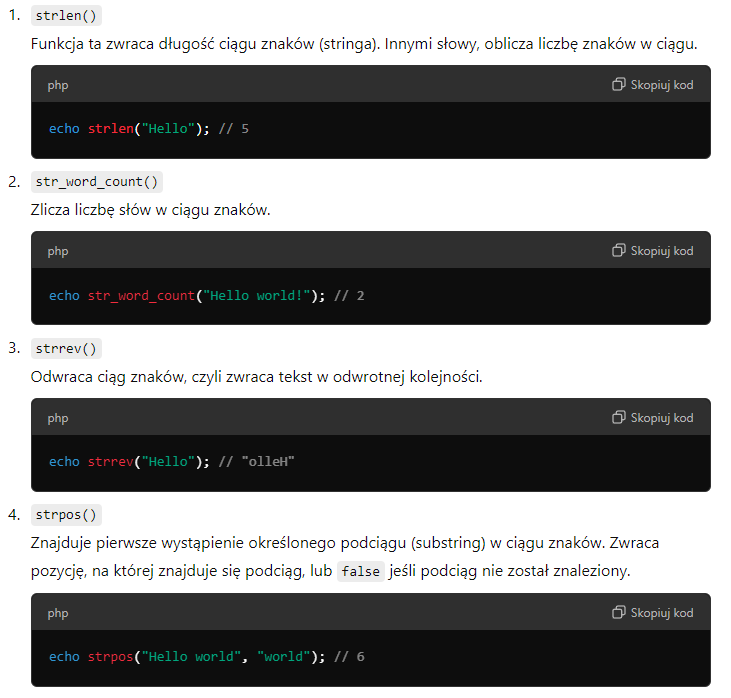 1. strlen()
Funkcja ta zwraca długość ciągu znaków (stringa). Innymi słowy, oblicza liczbę znaków w ciągu.
php Skopiuj kod
echo strlen("Hello"); // 5
2. str_word_count()
Zlicza liczbę słów w ciągu znaków.
php Skopiuj kod
echo str_word_count("Hello world!"); // 2
3. strrev()
Odwraca ciąg znaków, czyli zwraca tekst w odwrotnej kolejności.
php Skopiuj kod
echo strrev("Hello"); // "olleH"
4. strpos()
Znajduje pierwsze wystąpienie określonego podciągu (substring) w ciągu znaków. Zwraca
pozycję, na której znajduje się podciąg, lub false jeśli podciąg nie został znaleziony.
php Skopiuj kod
echo strpos("Hello world", "world"); // 6